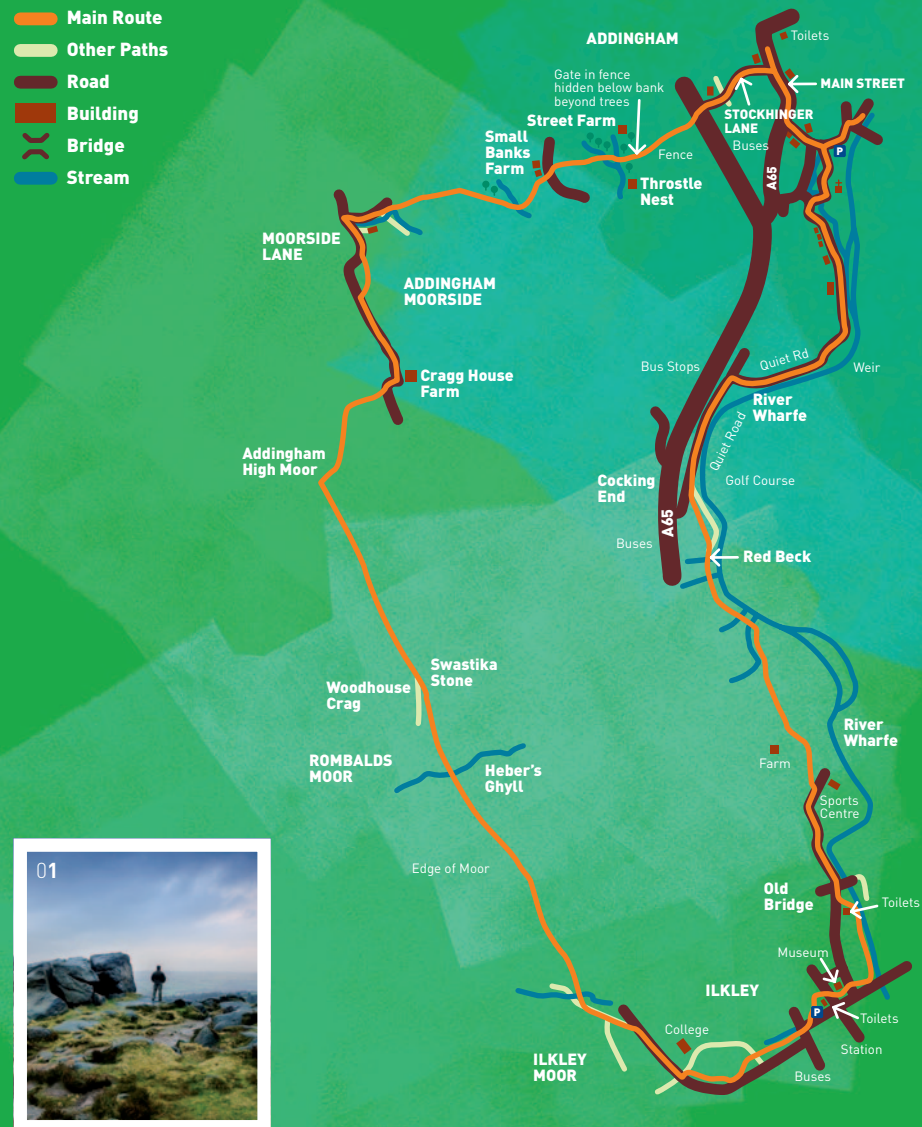 Main Route
Other Paths
Road
Building
Bridge
Stream
ADDINGHAM
Toilets
MAIN STREET
Gate in fence
hidden below bank
beyond trees
STOCKHINGER
LANE
Buses
Street Farm
Small
Banks
Farm
Fence
P
A65
Throstle
Nest
MOORSIDE
LANE
ADDINGHAM
MOORSIDE
Bus Stops
Quiet Rd
Weir
Cragg House
Farm
River
Wharfe
Quiet Road
Addingham
High Moor
Cocking
End
Golf Course
A65
Buses
Red Beck
Swastika
Stone
Woodhouse
Crag
River
Wharfe
ROMBALDS
MOOR
Heber's
Ghyll
Farm
Sports
Centre
Edge of Moor
01
Old
Bridge
Toilets
Museum
ILKLEY
P
Toilets
College
Station
ILKLEY
MOOR
Buses